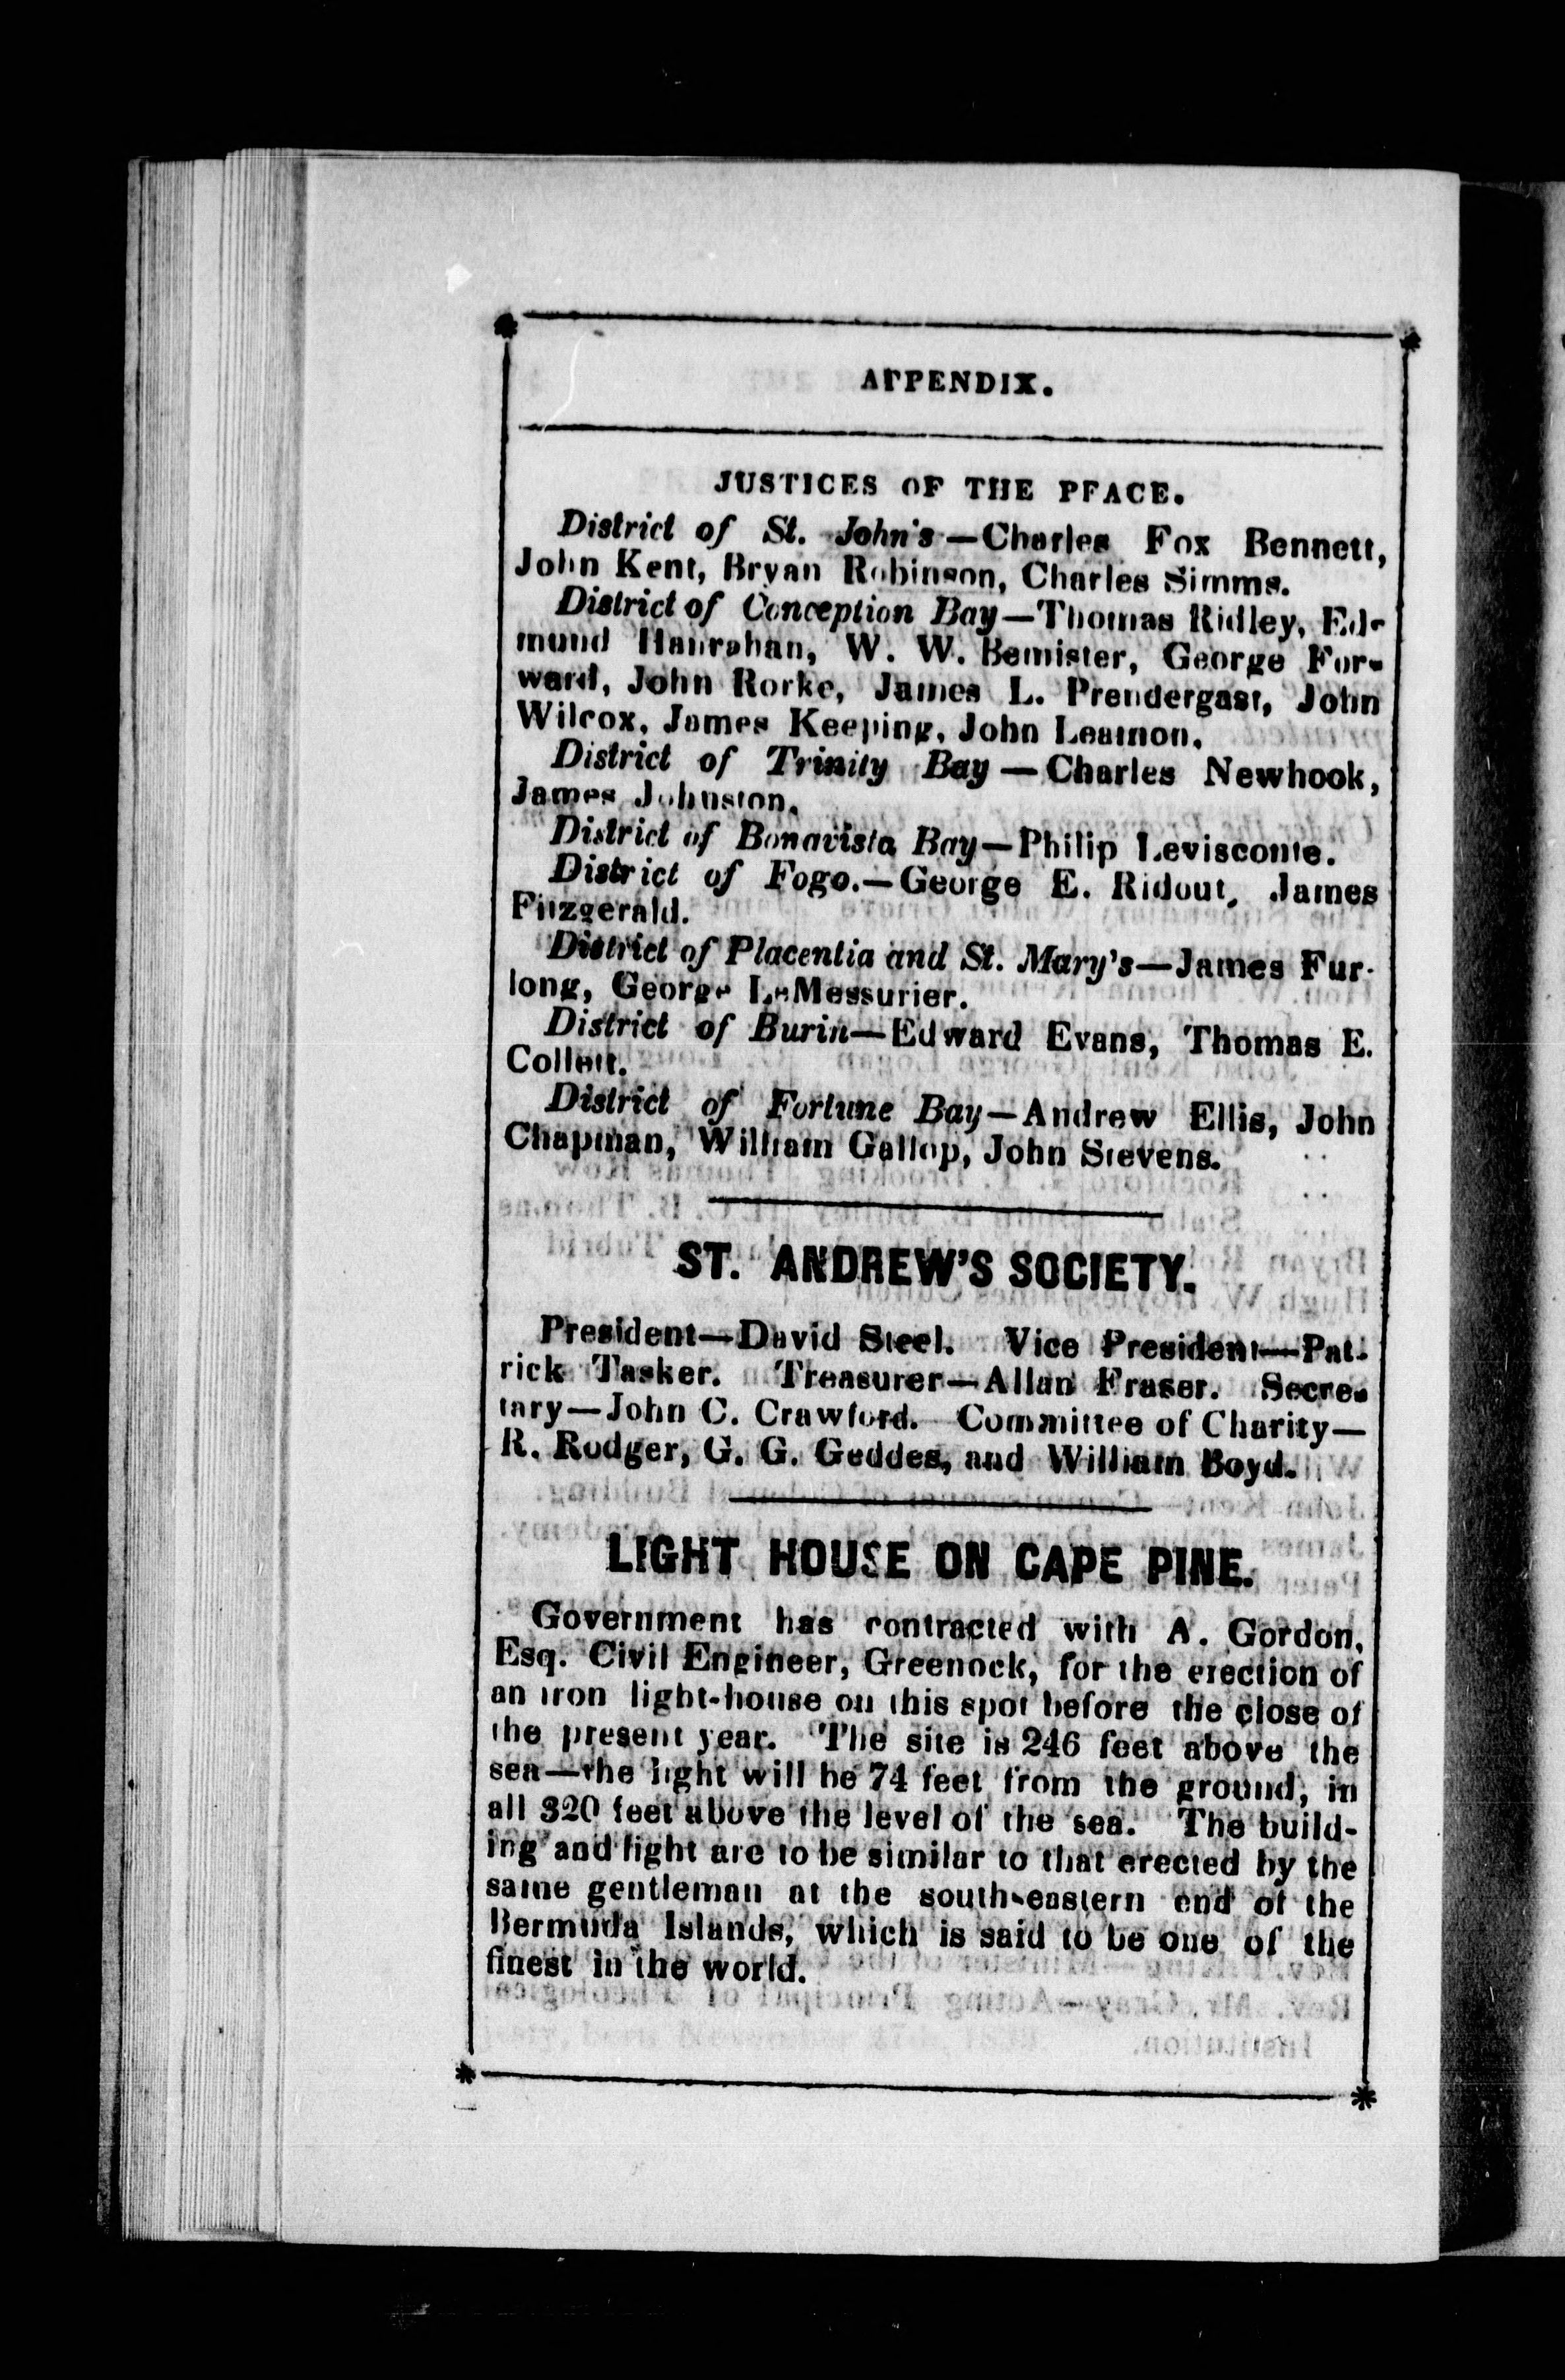 APPENDIX.
JUSTICES OF THE PEACE.
District of St. John's—Charles Fox Bennett,
John Kent, Bryan Robinson, Charles Simms.
District of Conception Bay—Thomas Ridley, Ed-
mund Hanrahan, W. W. Bemister, George For-
ward, John Rorke, James L. Prendergast, John
Wilcox, James Keeping, John Leamon.
District of Trinity Bay—Charles Newhook,
James Johnston.
District of Bonavista Bay—Philip Levisconte.
District of Fogo.—George E. Ridout, James
Fitzgerald.
District of Placentia and St. Mary's—James Fur-
long, George LeMessurier.
District of Burin—Edward Evans, Thomas E.
Collett.
District of Fortune Bay—Andrew Ellis, John
Chapman, William Gallop, John Stevens.
ST. ANDREW'S SOCIETY.
President—David Steel. Vice President—Pat-
rick Tasker. Treasurer—Allan Fraser. Secre-
tary—John C. Crawford. Committee of Charity—
R. Rodger, G. G. Geddes, and William Boyd.
LIGHT HOUSE ON CAPE PINE.
Government has contracted with A. Gordon,
Esq. Civil Engineer, Greenock, for the erection of
an iron light-house on this spot before the close of
the present year. The site is 246 feet above the
sea—the light will be 74 feet from the ground, in
all 320 feet above the level of the sea. The build-
ing and light are to be similar to that erected by the
same gentleman at the south-eastern end of the
Bermuda Islands, which is said to be one of the
finest in the world.